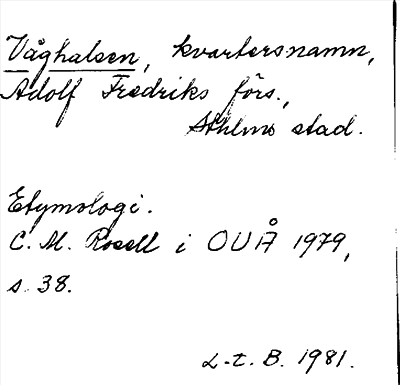 Våghalsen, kvartersnamn,
Adolf Fredriks förs.,
Sthlms stad.
Etymologi.
C. M. Rosell i OUÅ 1979,
s. 38.
L-t. B. 1981.